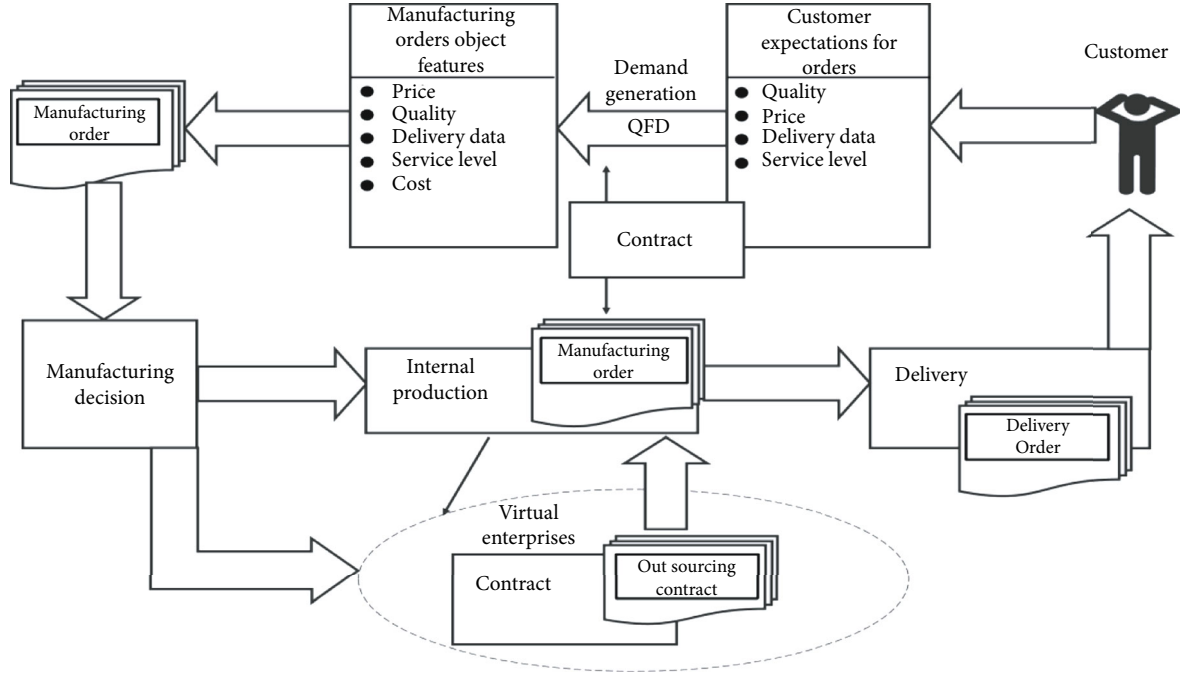 Manufacturing
orders object
features
Price
Quality
Delivery data
Service level
Cost
Demand
generation
QFD
Customer
expectations for
orders
Quality
Price
Delivery data
Service level
Customer
Manufacturing
order
Contract
Manufacturing
decision
Internal
production
Manufacturing
order
Delivery
Delivery
Order
Virtual
enterprises
Contract
Out sourcing
contract